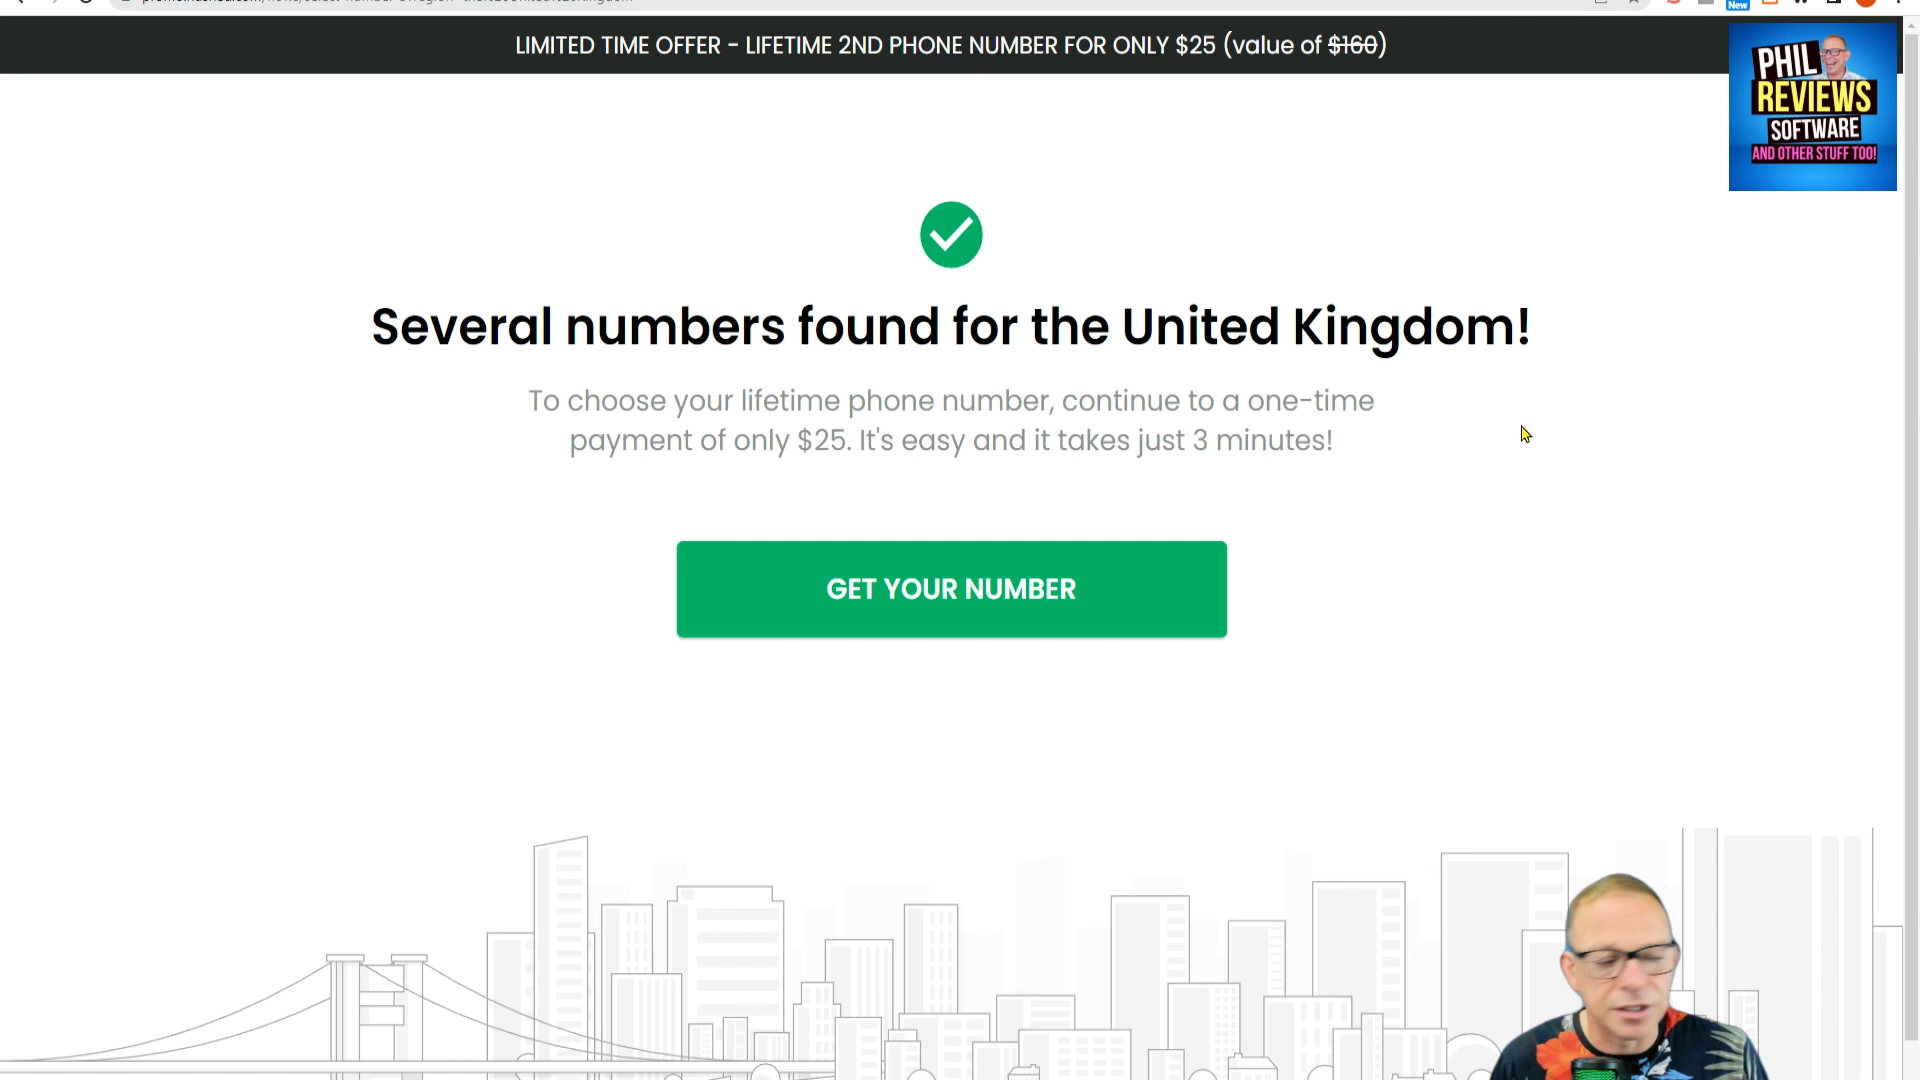 New
LIMITED TIME OFFER - LIFETIME 2ND PHONE NUMBER FOR ONLY $25 (value of $160)
PHIL
REVIEWS
SOFTWARE
AND OTHER STUFF TOO!
Several numbers found for the United Kingdom!
To choose your lifetime phone number, continue to a one-time
payment of only $25. It's easy and it takes just 3 minutes!
GET YOUR NUMBER